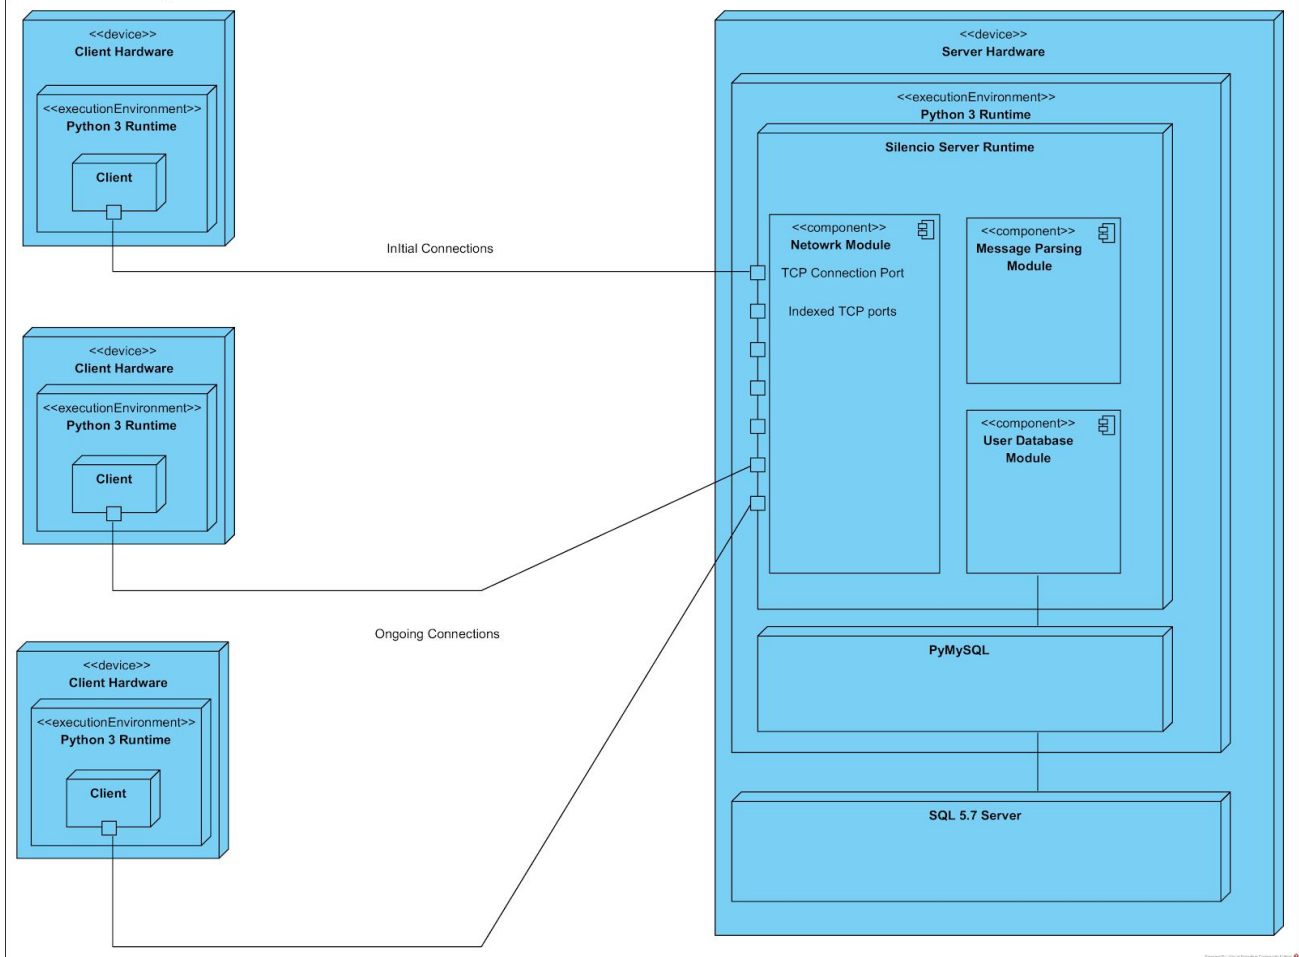 <<device>>
Client Hardware
<<executionEnvironment>>
Python 3 Runtime
Client
InItial Connections
<<device>>
Client Hardware
<<executionEnvironment>>
Python 3 Runtime
Client
Ongoing Connections
<<device>>
Client Hardware
<<executionEnvironment>>
Python 3 Runtime
Client
<<device>>
Server Hardware
<<executionEnvironment>>
Python 3 Runtime
Silencio Server Runtime
<<component>>
Netowrk Module
TCP Connection Port
Indexed TCP ports
<<component>>
Message Parsing
Module
<<component>>
User Database
Module
PyMySQL
SQL 5.7 Server